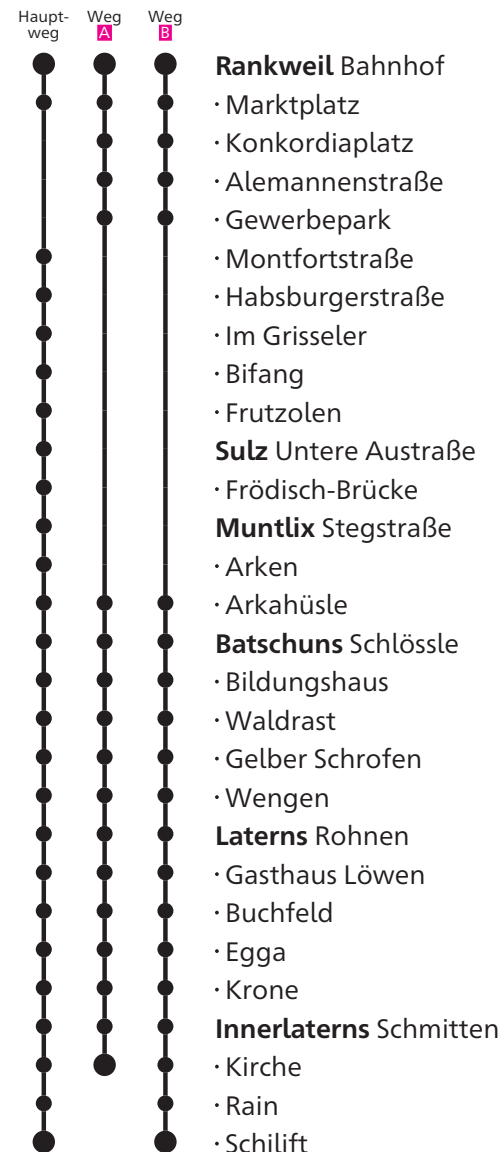 Haupt-
weg
Weg
A
Weg
B
Rankweil Bahnhof
· Marktplatz
· Konkordiaplatz
· Alemannenstraße
· Gewerbepark
· Montfortstraße
· Habsburgerstraße
· Im Grisseler
· Bifang
· Frutzolen
Sulz Untere Austraße
· Frödisch-Brücke
Muntlix Stegstraße
· Arken
· Arkahüsle
Batschuns Schlössle
· Bildungshaus
· Waldrast
· Gelber Schrofen
· Wengen
Laterns Rohnen
· Gasthaus Löwen
· Buchfeld
· Egga
· Krone
Innerlaterns Schmitten
· Kirche
· Rain
· Schilift